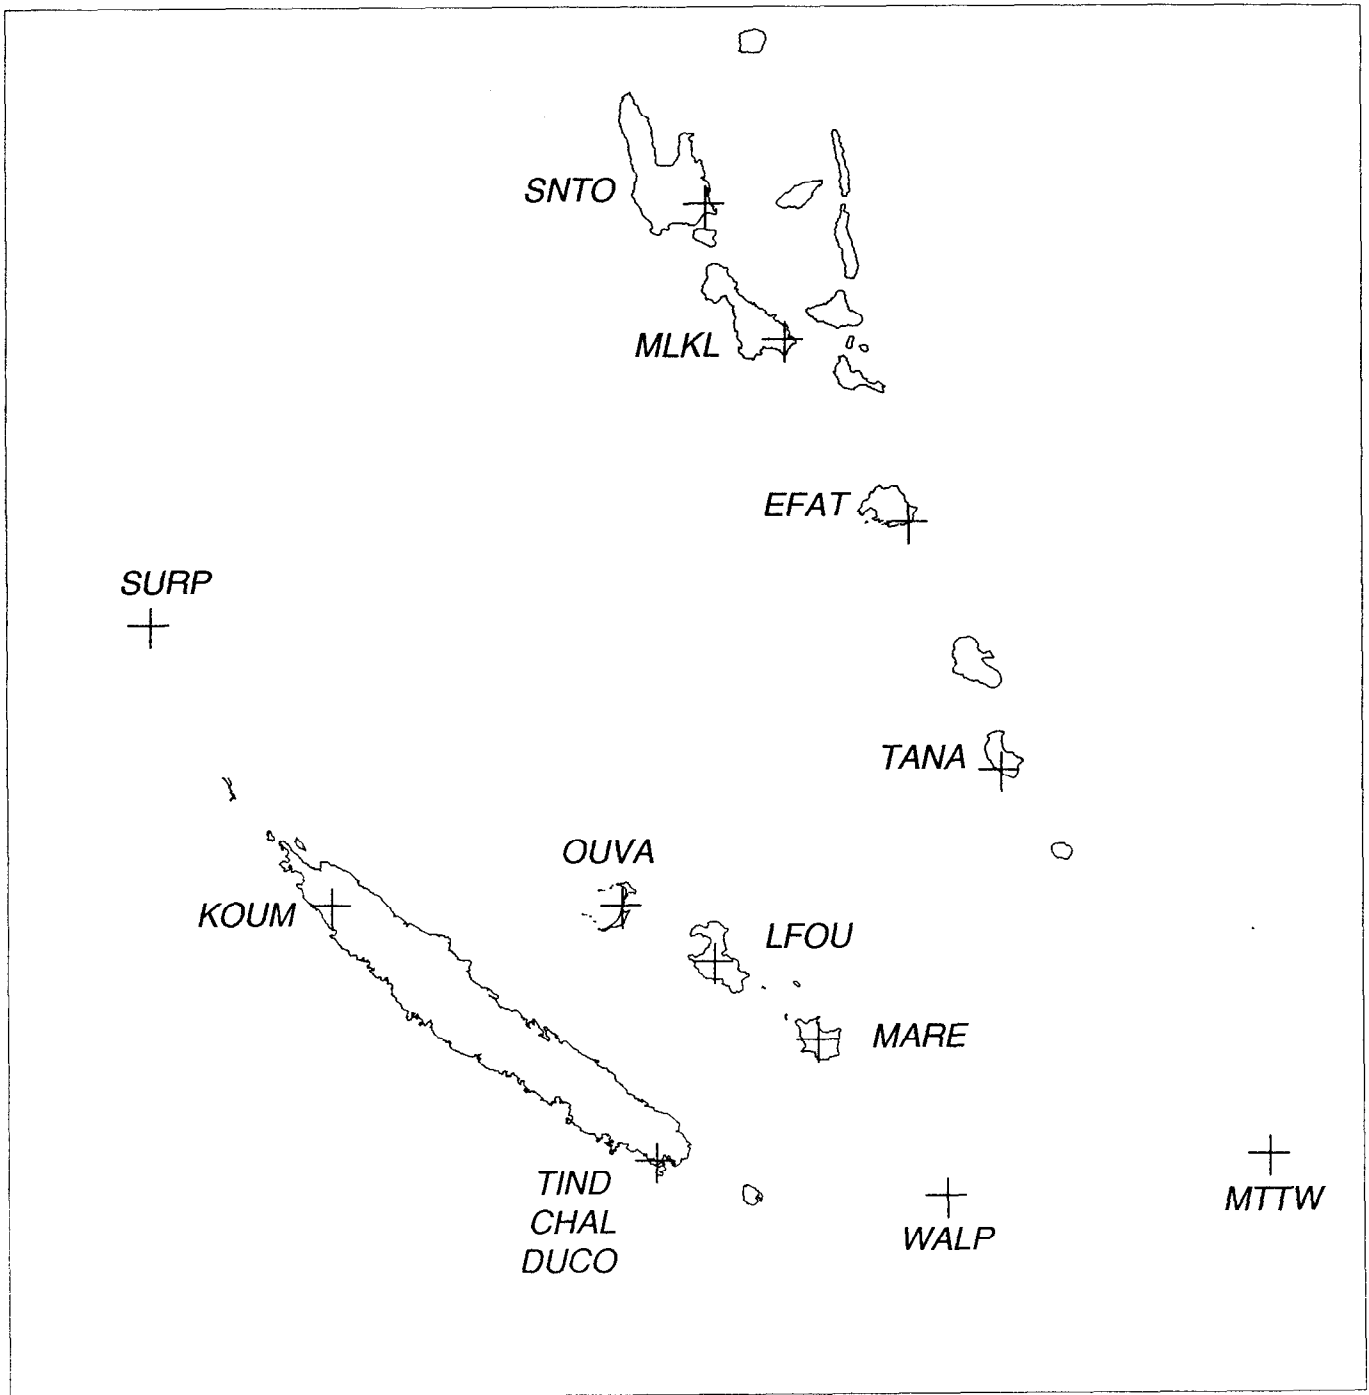 SNTO
MLKL
EFAT
SURP
TANA
OUVA
KOUM
LFOU
MARE
TIND
CHAL
DUCO
WALP
MTTW